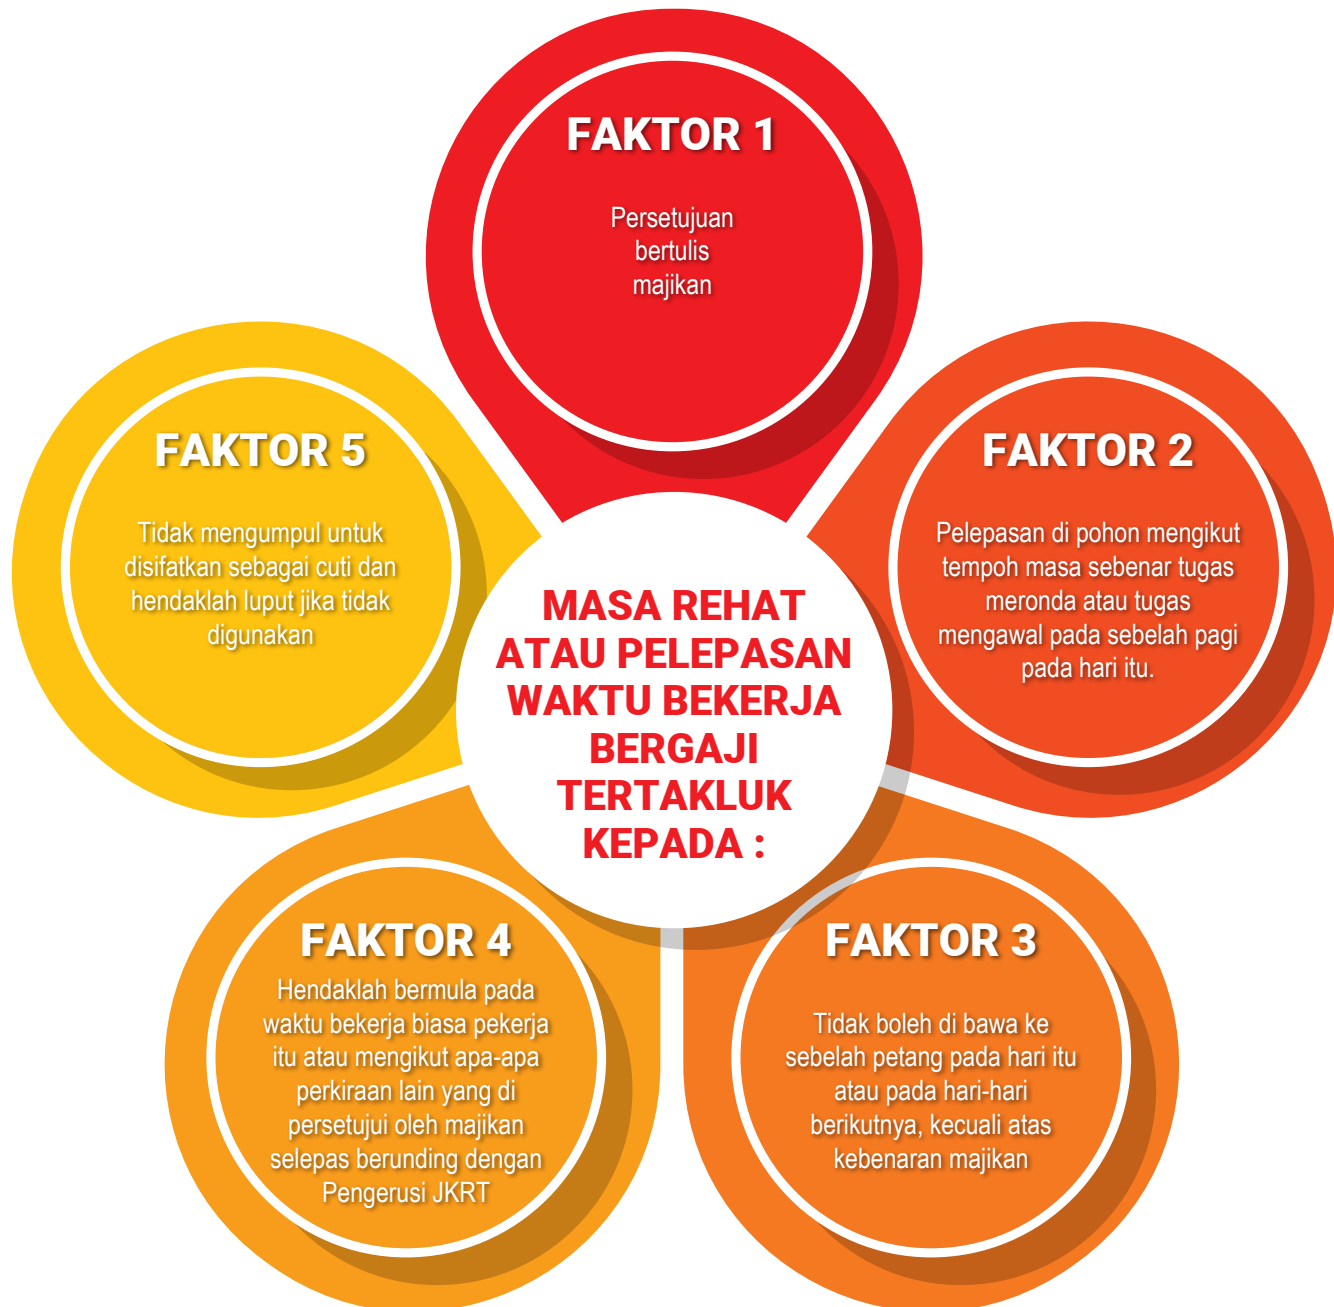 MASA REHAT
ATAU PELEPASAN
WAKTU BEKERJA
BERGAJI
TERTAKLUK
KEPADA :
FAKTOR 1
Persetujuan
bertulis
majikan
FAKTOR 2
Pelepasan di pohon mengikut
tempoh masa sebenar tugas
meronda atau tugas
mengawal pada sebelah pagi
pada hari itu.
FAKTOR 3
Tidak boleh di bawa ke
sebelah petang pada hari itu
atau pada hari-hari
berikutnya, kecuali atas
kebenaran majikan
FAKTOR 4
Hendaklah bermula pada
waktu bekerja biasa pekerja
itu atau mengikut apa-apa
perkiraan lain yang di
persetujui oleh majikan
selepas berunding dengan
Pengerusi JKRT
FAKTOR 5
Tidak mengumpul untuk
disifatkan sebagai cuti dan
hendaklah luput jika tidak
digunakan